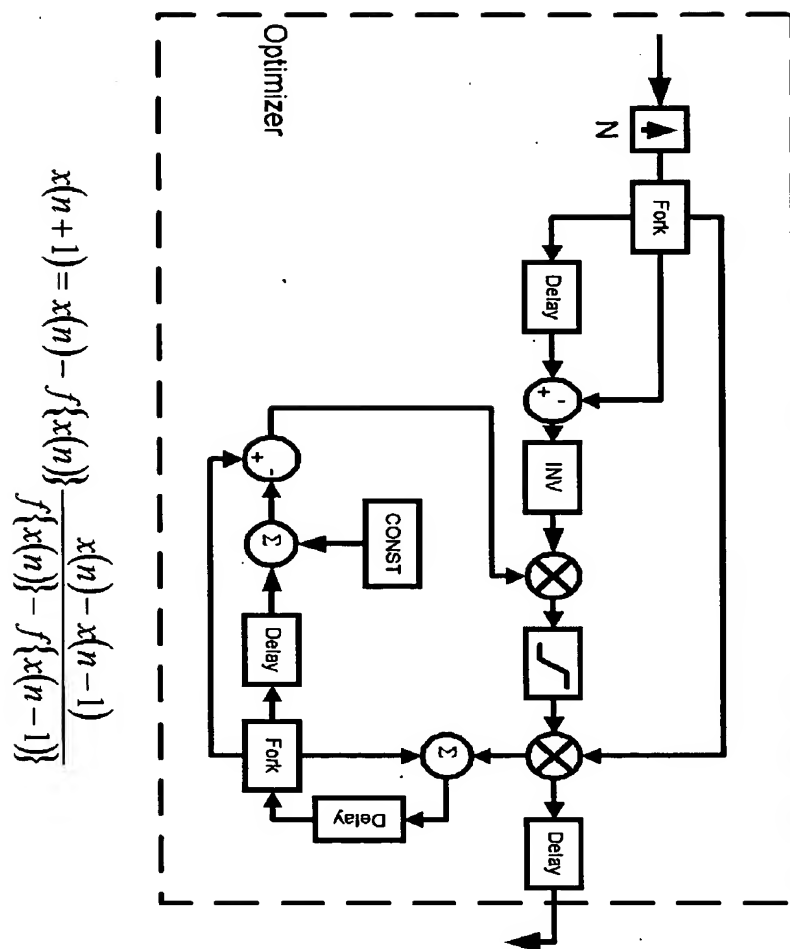 Optimizer
N
Fork
Delay
+
-
INV
CONST
+
-
Σ
Delay
Fork
Σ
Delay
Delay
x(n + 1) = x(n) − f{x(n)} x(n) − x(n − 1)
f{x(n)} − f{x(n − 1)}